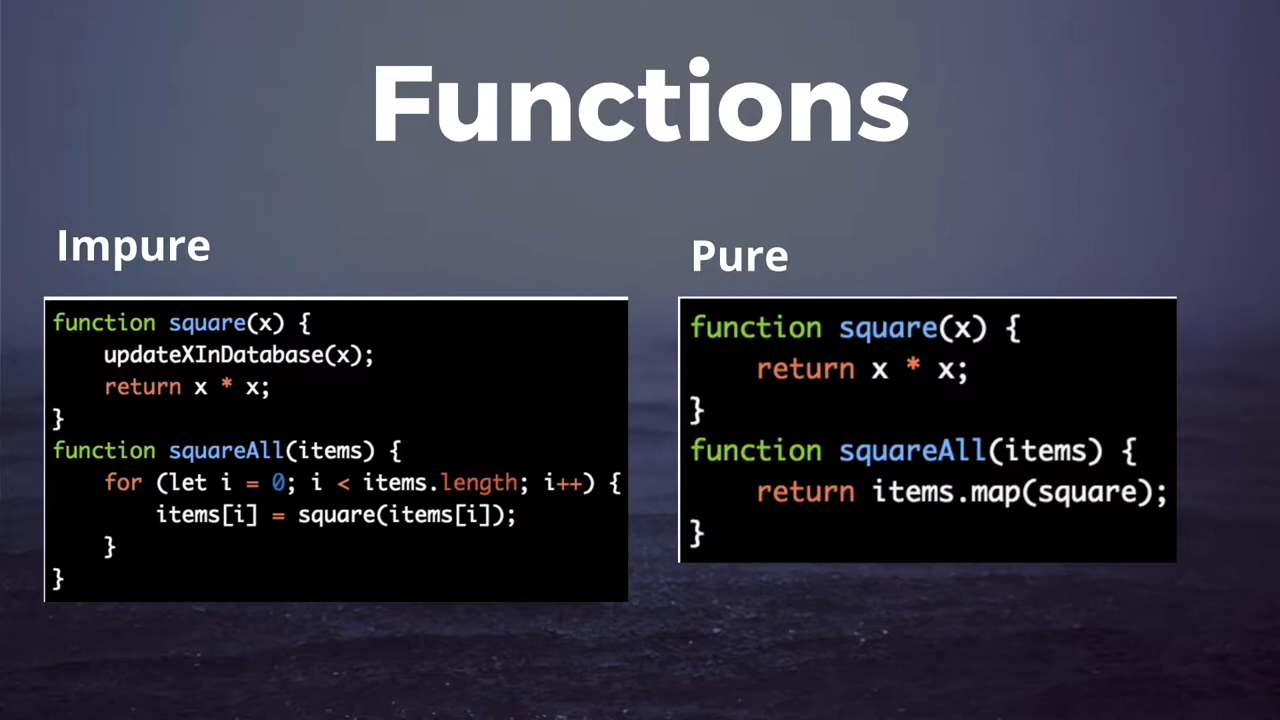 Functions
Impure
function square(x) {
    updateXInDatabase(x);
    return x * x;
}
function squareAll(items) {
    for (let i = 0; i < items.length; i++) {
        items[i] = square(items[i]);
    }
}
Pure
function square(x) {
    return x * x;
}
function squareAll(items) {
    return items.map(square);
}